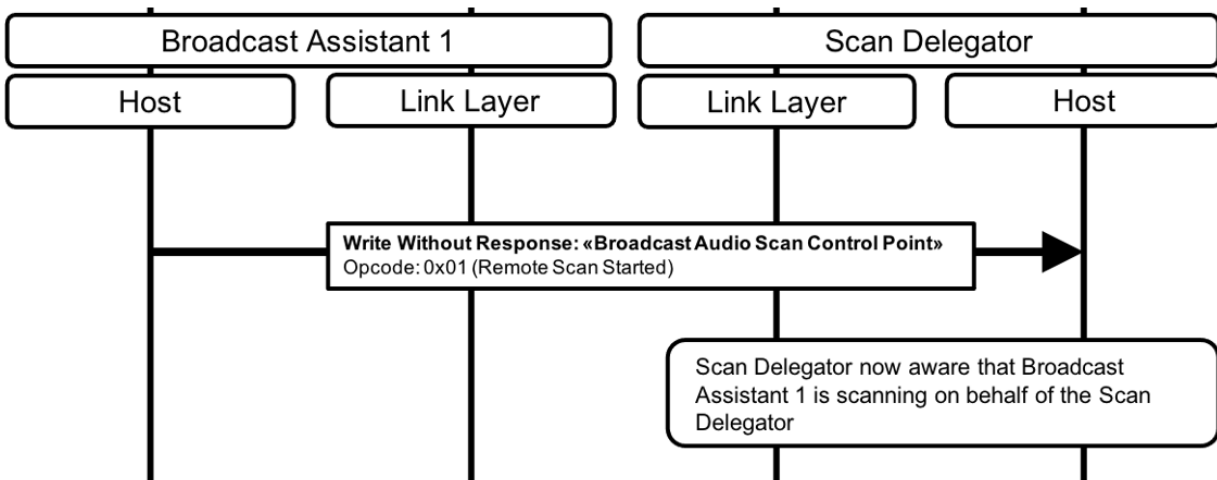 Broadcast Assistant 1
Scan Delegator
Host
Link Layer
Link Layer
Host
Write Without Response: «Broadcast Audio Scan Control Point»
Opcode: 0x01 (Remote Scan Started)
Scan Delegator now aware that Broadcast
Assistant 1 is scanning on behalf of the Scan
Delegator